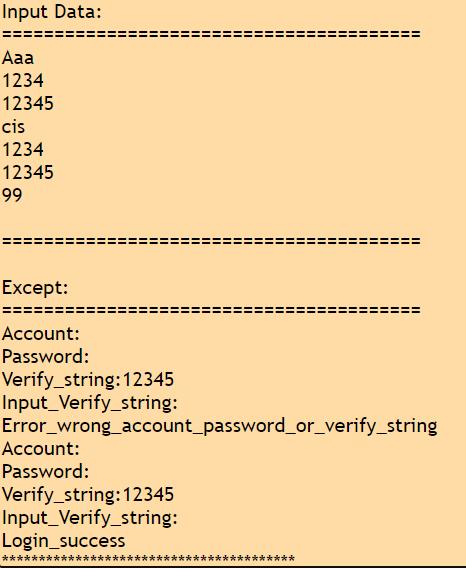 Input Data:
========================================
Aaa
1234
12345
cis
1234
12345
99
========================================
Except:
========================================
Account:
Password:
Verify_string:12345
Input_Verify_string:
Error_wrong_account_password_or_verify_string
Account:
Password:
Verify_string:12345
Input_Verify_string:
Login_success
****************************************